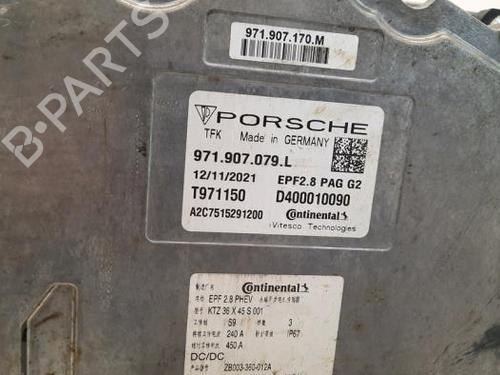 971.907.170.M
PORSCHE
TFK Made in GERMANY
971.907.079.L
12/11/2021 EPF2.8 PAG G2
T971150 D400010090
A2C7515291200 Continental
Vitesco Technologies
Continental
EPF 2.8 PHEV
KTZ 36 X 45 S 001
S9 3
240 A IP67
450 A
DC/DC
ZB003-360-012A